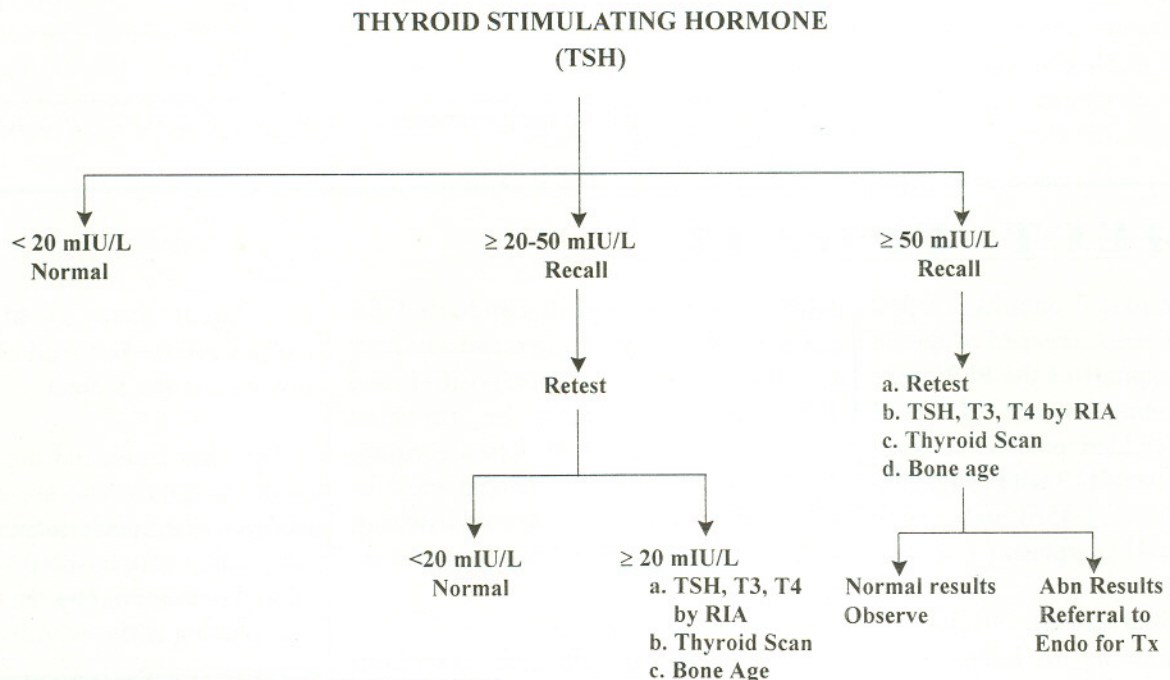 THYROID STIMULATING HORMONE
(TSH)
< 20 mIU/L
Normal
≥ 20-50 mIU/L
Recall
≥ 50 mIU/L
Recall
Retest
a. Retest
b. TSH, T3, T4 by RIA
c. Thyroid Scan
d. Bone age
<20 mIU/L
Normal
≥ 20 mIU/L
a. TSH, T3, T4
by RIA
b. Thyroid Scan
c. Bone Age
Normal results
Observe
Abn Results
Referral to
Endo for Tx